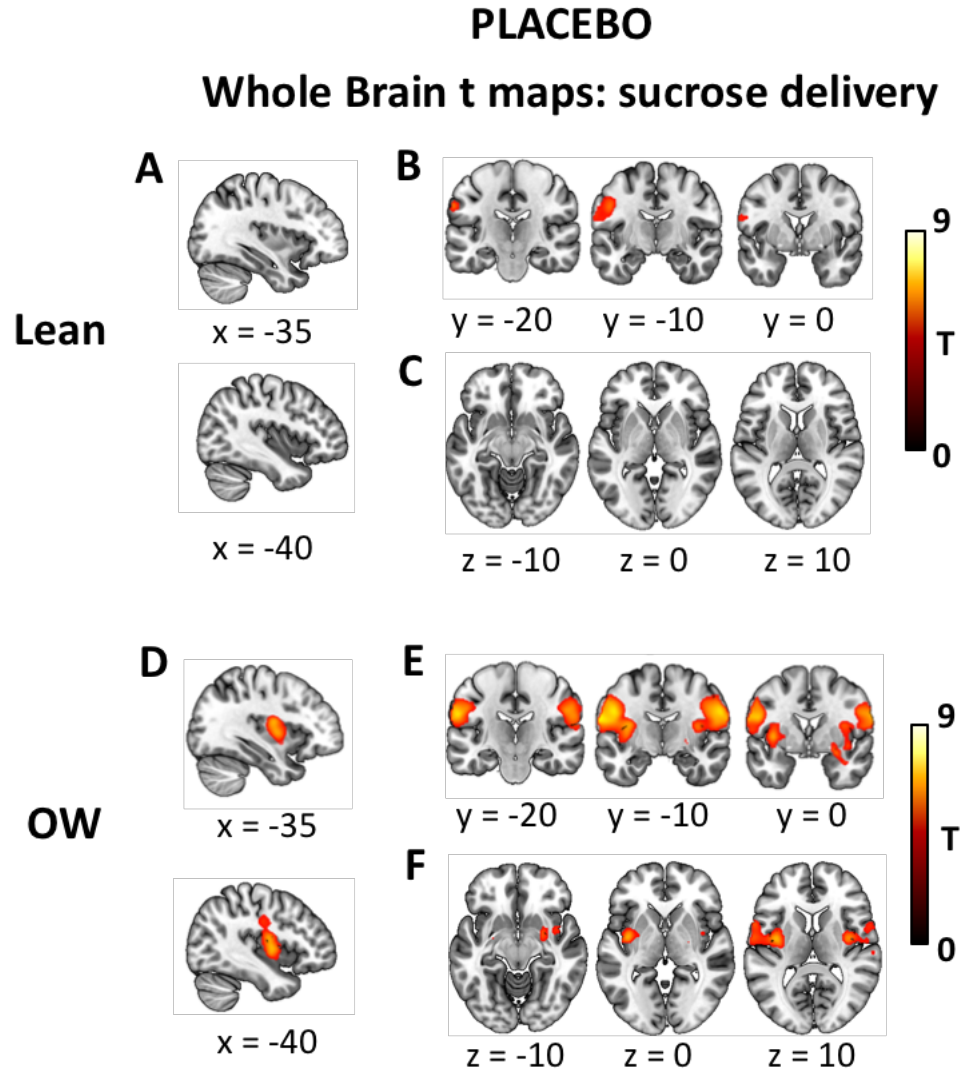 PLACEBO
Whole Brain t maps: sucrose delivery
A
B
9
T
0
x = -35
y = -20
y = -10
y = 0
Lean
C
x = -40
z = -10
z = 0
z = 10
D
E
9
T
0
x = -35
y = -20
y = -10
y = 0
OW
F
x = -40
z = -10
z = 0
z = 10